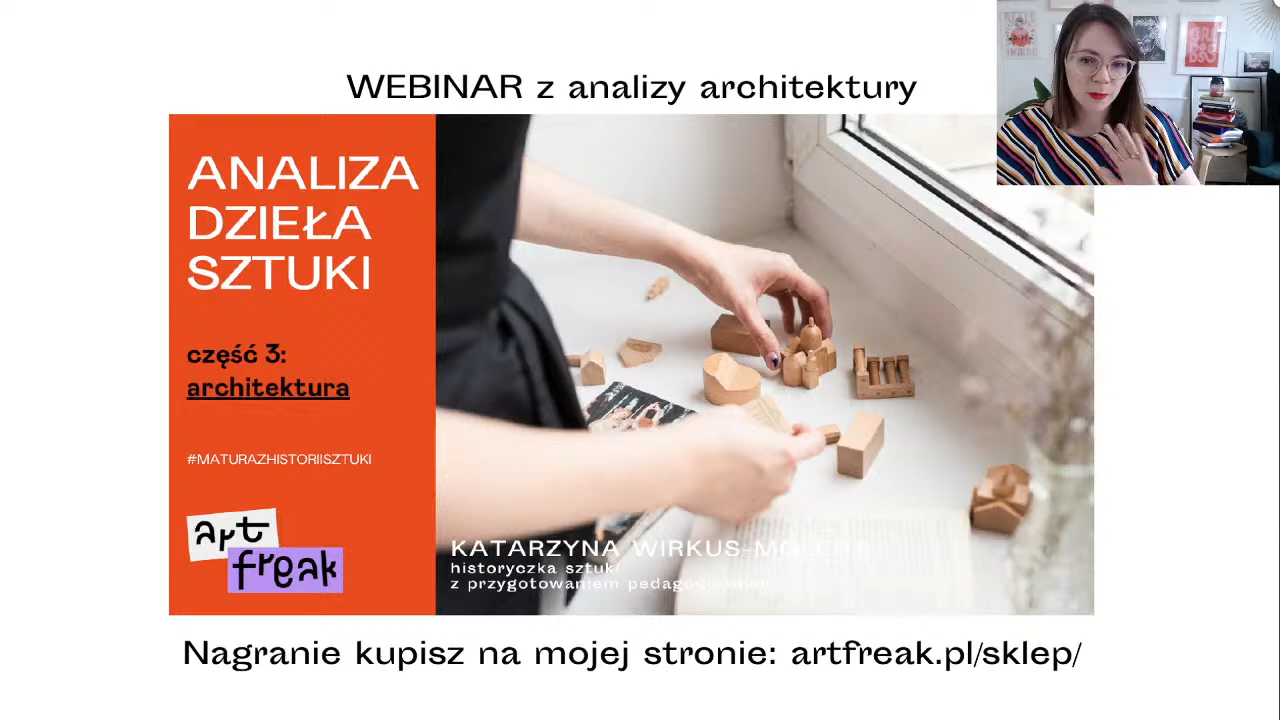 WEBINAR z analizy architektury
ANALIZA
DZIEŁA
SZTUKI
część 3:
architektura
#MATURAZHISTORIISZTUKI
art
freak
KATARZYNA WIRKUS-
historyczka sztuki
z przygotowaniem
Nagranie kupisz na mojej stronie: artfreak.pl/sklep/